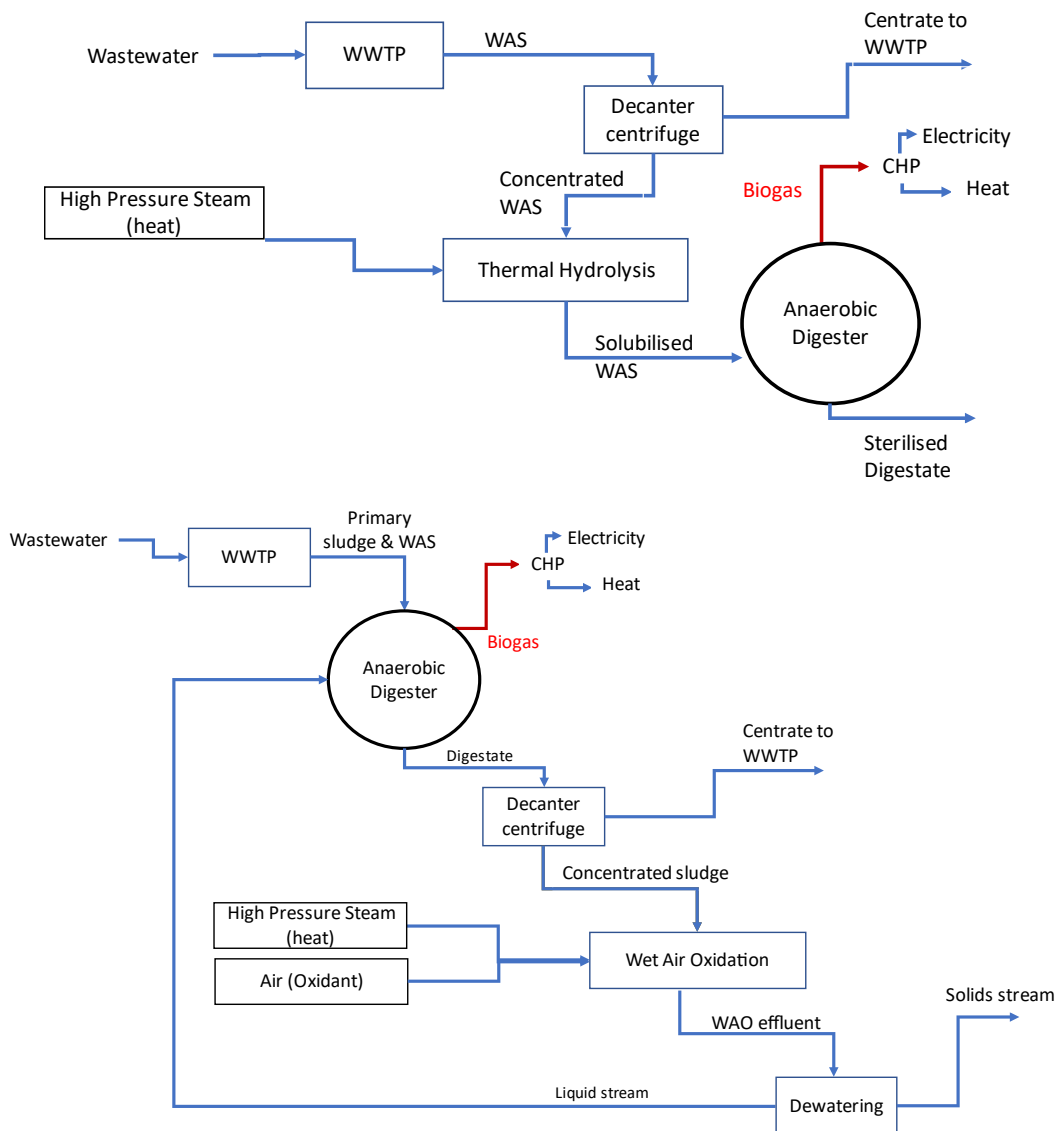 Wastewater
WWTP
WAS
Centrate to
WWTP
Decanter
centrifuge
Electricity
CHP
Heat
Biogas
Concentrated
WAS
High Pressure Steam
(heat)
Thermal Hydrolysis
Anaerobic
Digester
Solubilised
WAS
Sterilised
Digestate
Wastewater
WWTP
Primary
sludge & WAS
Electricity
CHP
Heat
Biogas
Anaerobic
Digester
Digestate
Centrate to
WWTP
Decanter
centrifuge
Concentrated sludge
High Pressure Steam
(heat)
Air (Oxidant)
Wet Air Oxidation
WAO effluent
Solids stream
Liquid stream
Dewatering